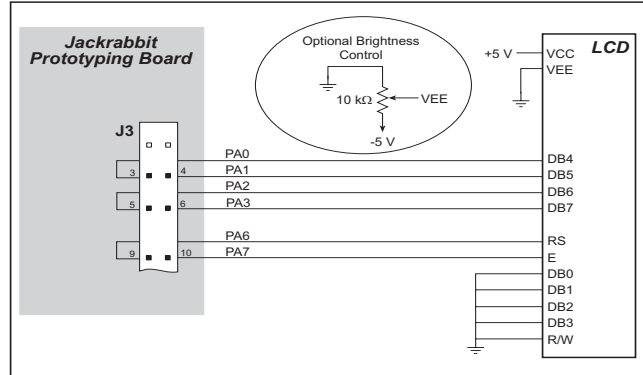 Jackrabbit
Prototyping Board
J3
3
4
5
6
9
10
PA0
PA1
PA2
PA3
PA6
PA7
Optional Brightness
Control
10 kΩ
VEE
-5 V
+5 V
LCD
VCC
VEE
DB4
DB5
DB6
DB7
RS
E
DB0
DB1
DB2
DB3
R/W